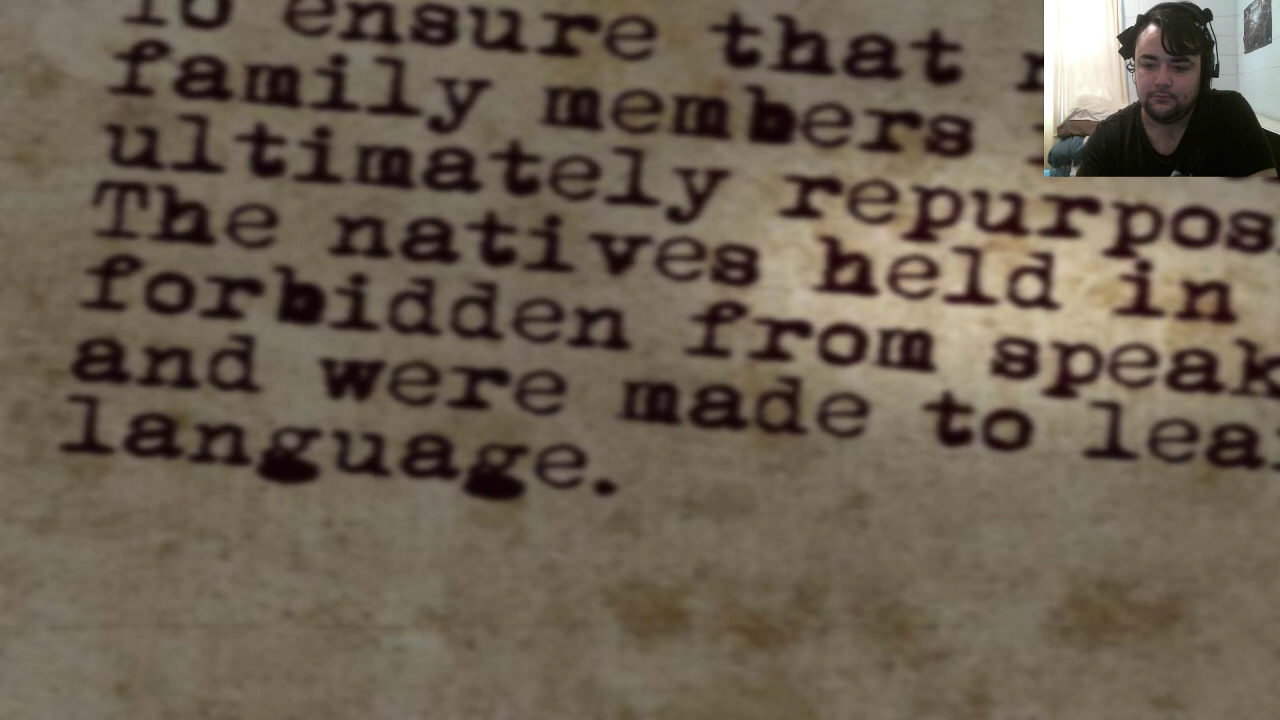 To ensure that
family members
ultimately repurpos
The natives held in
forbidden from speak
and were made to lea
language.